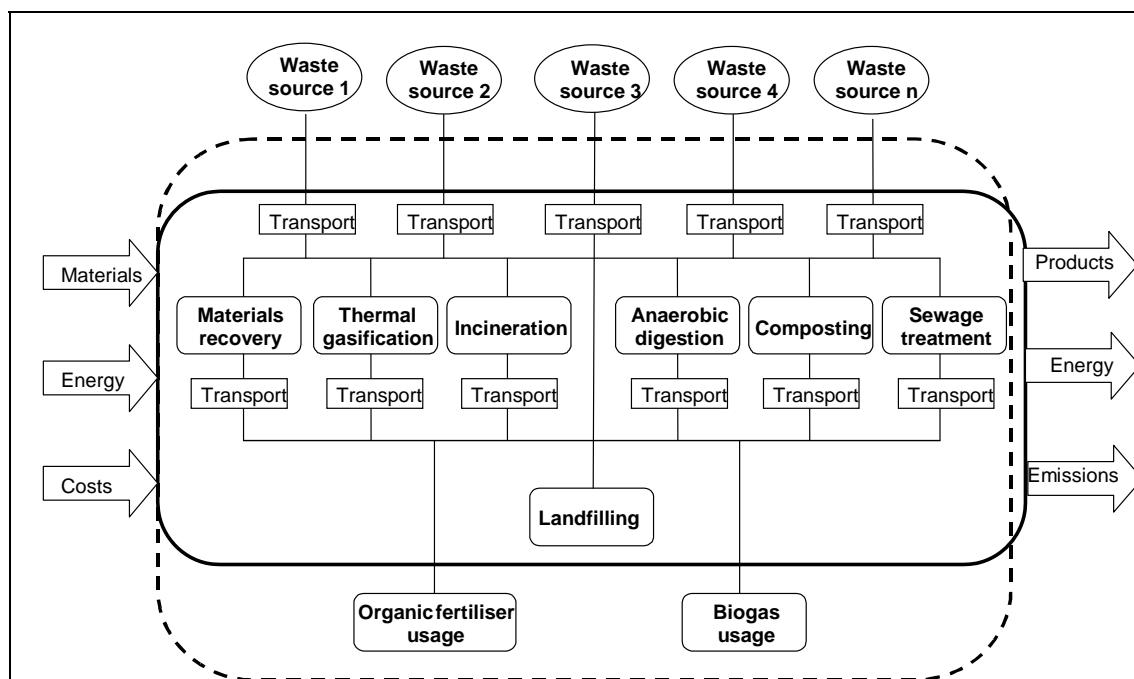 Waste
source 1
Waste
source 2
Waste
source 3
Waste
source 4
Waste
source n
Transport
Transport
Transport
Transport
Transport
Materials
Products
Materials
recovery
Thermal
gasification
Incineration
Anaerobic
digestion
Composting
Sewage
treatment
Energy
Energy
Transport
Transport
Transport
Transport
Transport
Transport
Costs
Emissions
Landfilling
Organic fertiliser
usage
Biogas
usage